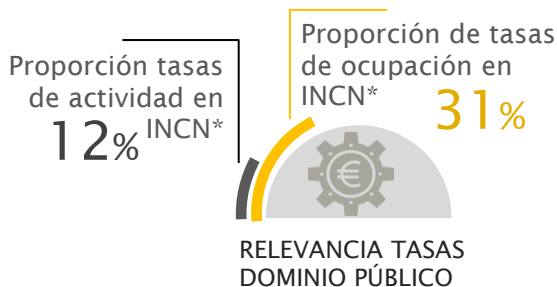 Proporción tasas
de actividad en
12% INCN*
Proporción de tasas
de ocupación en
INCN*
31%
€
RELEVANCIA TASAS
DOMINIO PÚBLICO